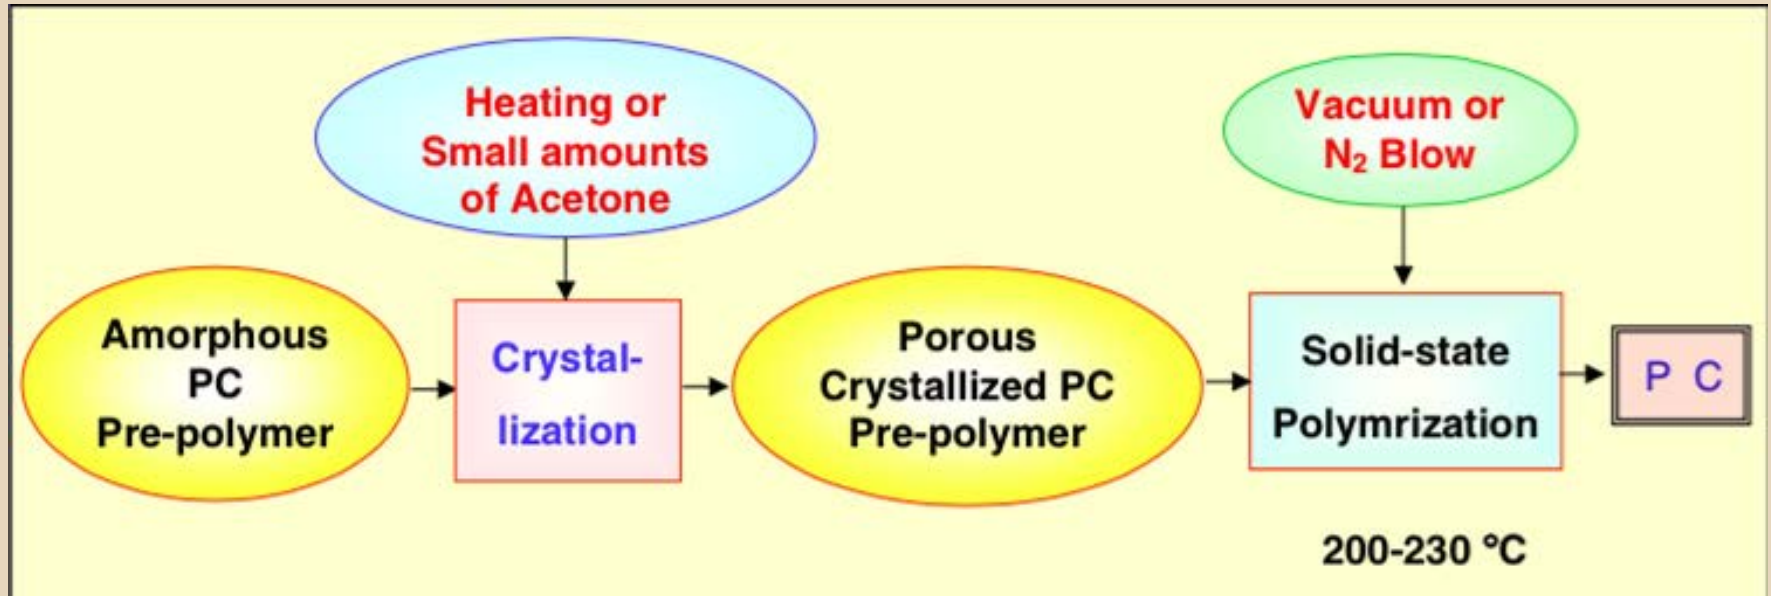 Heating or
Small amounts
of Acetone
Vacuum or
N₂ Blow
Amorphous
PC
Pre-polymer
Crystal-
lization
Porous
Crystallized PC
Pre-polymer
Solid-state
Polymrization
P C
200-230 °C